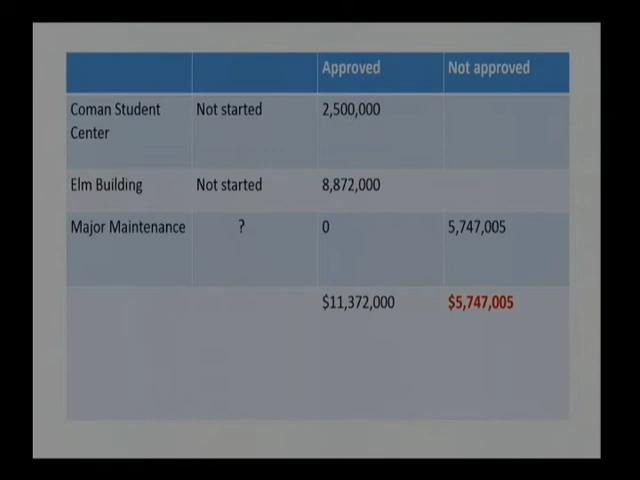 Approved Not approved
Coman Student Center Not started 2,500,000
Elm Building Not started 8,872,000
Major Maintenance ? 0 5,747,005
$11,372,000 $5,747,005